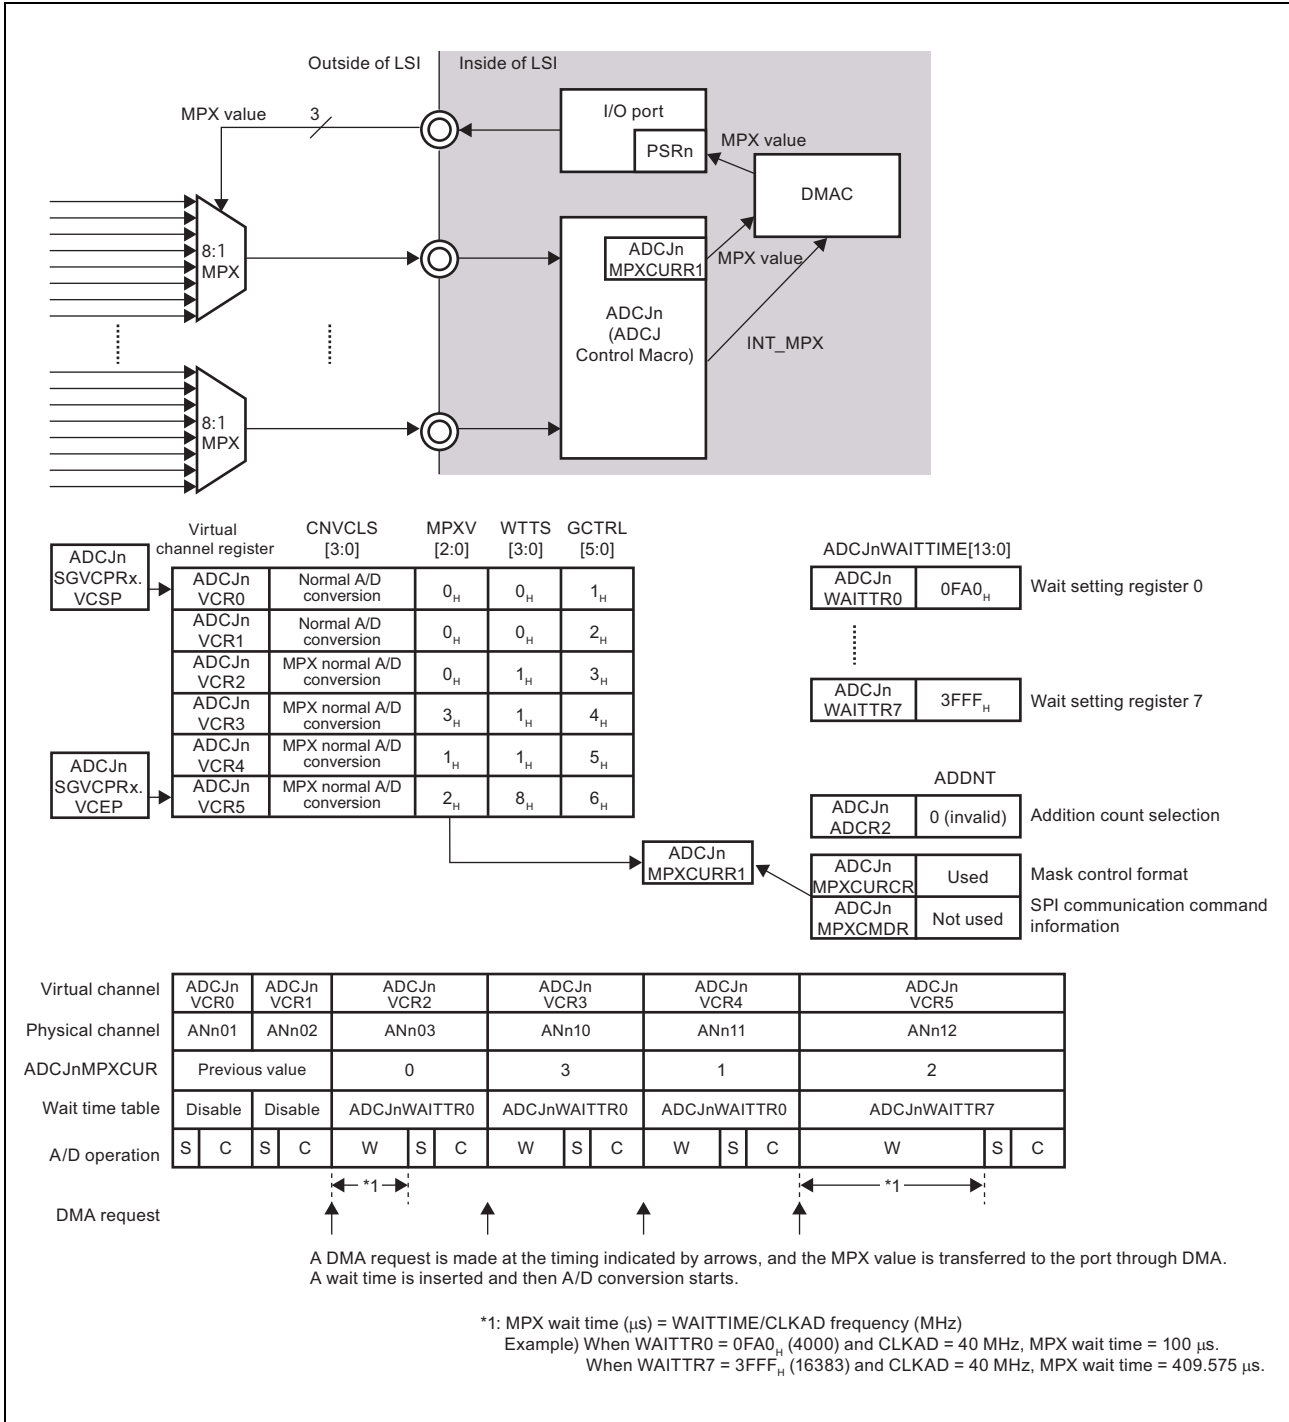 Outside of LSI
Inside of LSI
MPX value
3
I/O port
PSRn
MPX value
DMAC
8:1
MPX
ADCJn
MPXCURR1
MPX value
ADCJn
(ADCJ
Control Macro)
INT_MPX
8:1
MPX
Virtual
channel register
CNVCLS
[3:0]
MPXV
[2:0]
WTTS
[3:0]
GCTRL
[5:0]
ADCJn
SGVCPRx.
VCSP
ADCJn
VCR0
Normal A/D
conversion
0H
0H
1H
ADCJn
VCR1
Normal A/D
conversion
0H
0H
2H
ADCJn
VCR2
MPX normal A/D
conversion
0H
1H
3H
ADCJn
VCR3
MPX normal A/D
conversion
3H
1H
4H
ADCJn
VCR4
MPX normal A/D
conversion
1H
1H
5H
ADCJn
SGVCPRx.
VCEP
ADCJn
VCR5
MPX normal A/D
conversion
2H
8H
6H
ADCJnWAITTIME[13:0]
ADCJn
WAITTR0
0FA0H
Wait setting register 0
ADCJn
WAITTR7
3FFFH
Wait setting register 7
ADDNT
ADCJn
ADCR2
0 (invalid)
Addition count selection
ADCJn
MPXCURR1
ADCJn
MPXCURCR
Used
Mask control format
ADCJn
MPXCMDR
Not used
SPI communication command
information
Virtual channel
ADCJn
VCR0
ADCJn
VCR1
ADCJn
VCR2
ADCJn
VCR3
ADCJn
VCR4
ADCJn
VCR5
Physical channel ANn01 ANn02 ANn03 ANn10 ANn11 ANn12
ADCJnMPXCUR Previous value 0 3 1 2
Wait time table Disable Disable ADCJnWAITTR0 ADCJnWAITTR0 ADCJnWAITTR0 ADCJnWAITTR7
A/D operation S C S C W S C W S C W S C W S C
*1 *1
DMA request
A DMA request is made at the timing indicated by arrows, and the MPX value is transferred to the port through DMA.
A wait time is inserted and then A/D conversion starts.
*1: MPX wait time (μs) = WAITTIME/CLKAD frequency (MHz)
Example) When WAITTR0 = 0FA0H (4000) and CLKAD = 40 MHz, MPX wait time = 100 μs.
When WAITTR7 = 3FFFH (16383) and CLKAD = 40 MHz, MPX wait time = 409.575 μs.